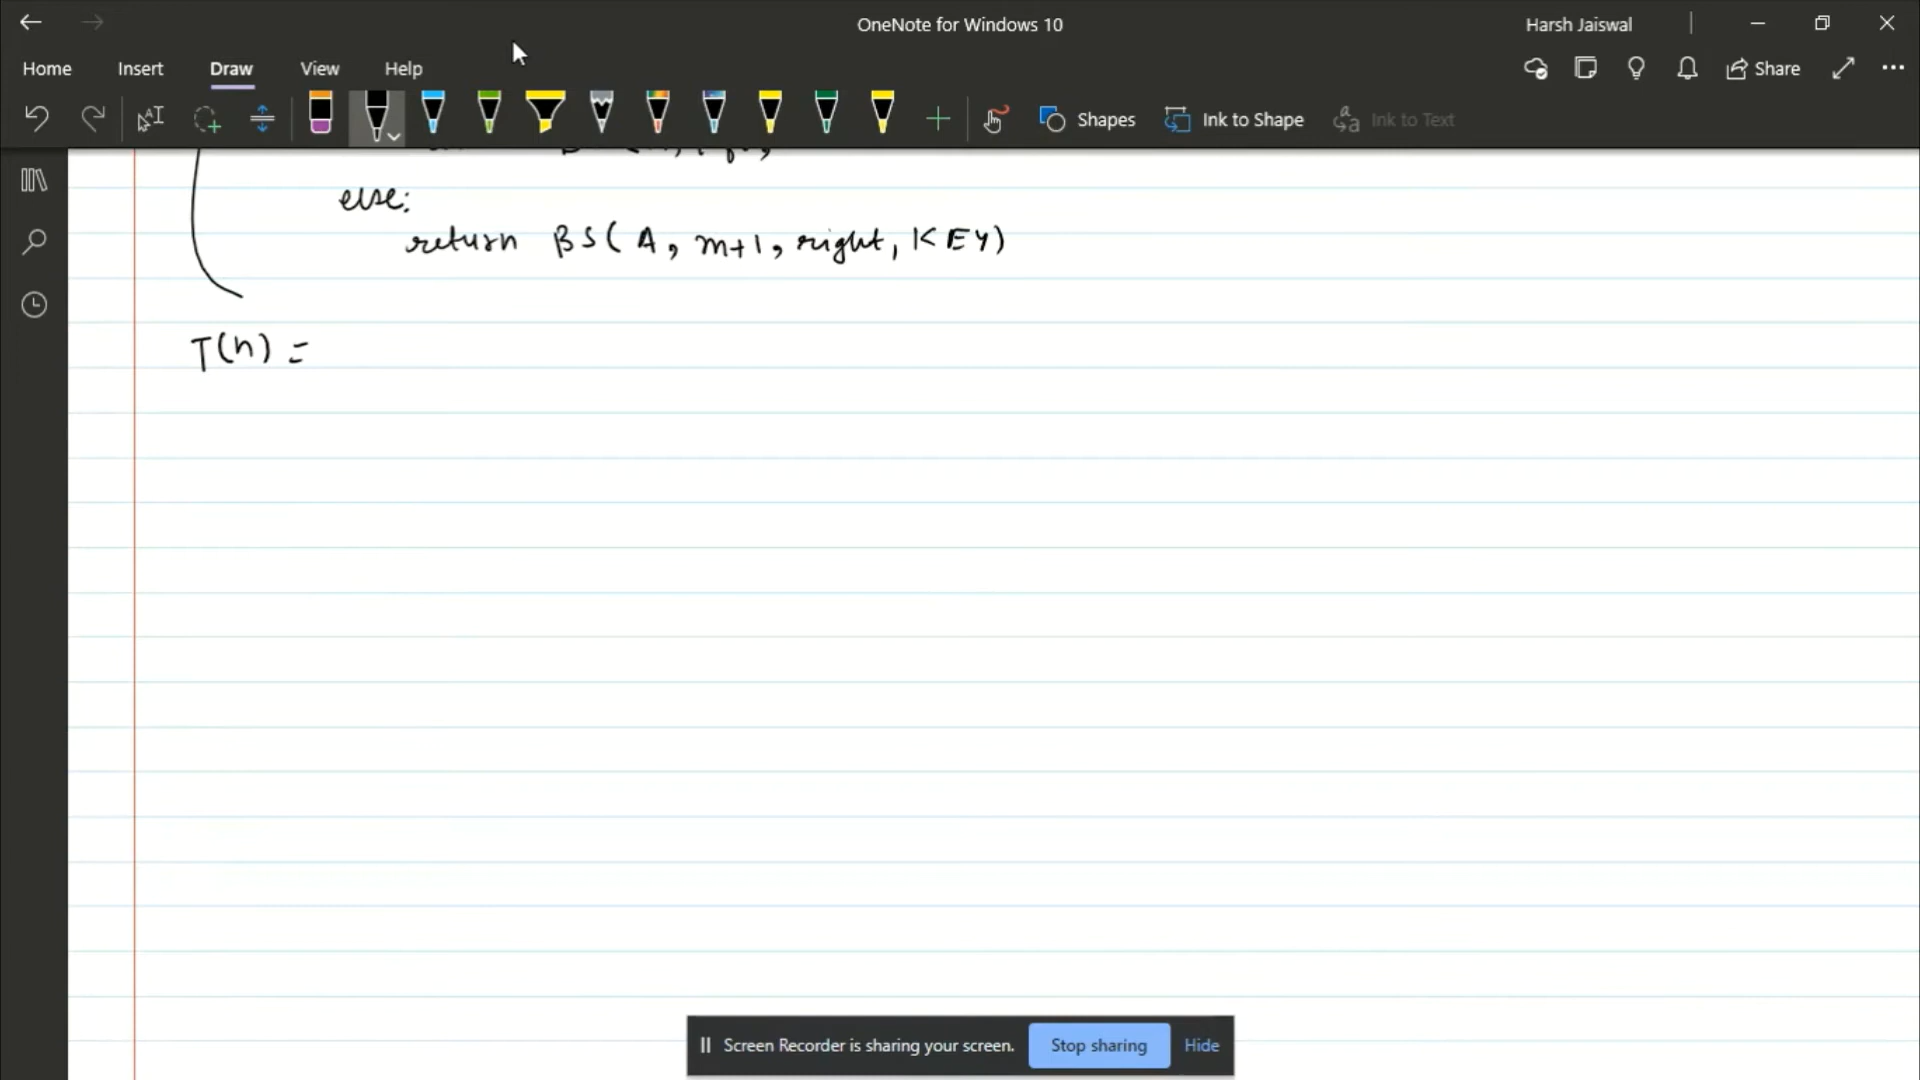 OneNote for Windows 10
Harsh Jaiswal
Home Insert Draw View Help
Share
Shapes Ink to Shape Ink to Text
else:
return BS(A, m+1, right, KEY)
T(n) =
Screen Recorder is sharing your screen. Stop sharing Hide